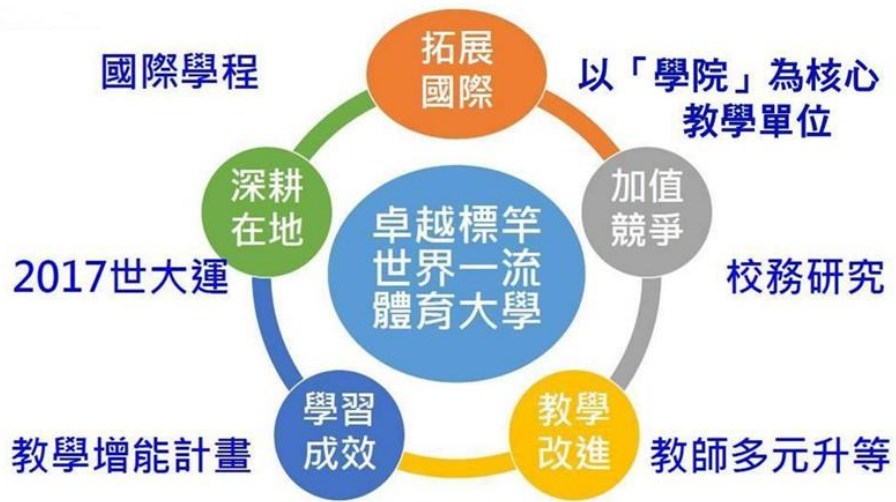 拓展
國際
國際學程
以「學院」為核心
教學單位
深耕
在地
加值
競爭
卓越標竿
世界一流
體育大學
2017世大運
校務研究
學習
成效
教學
改進
教學增能計畫
教師多元升等